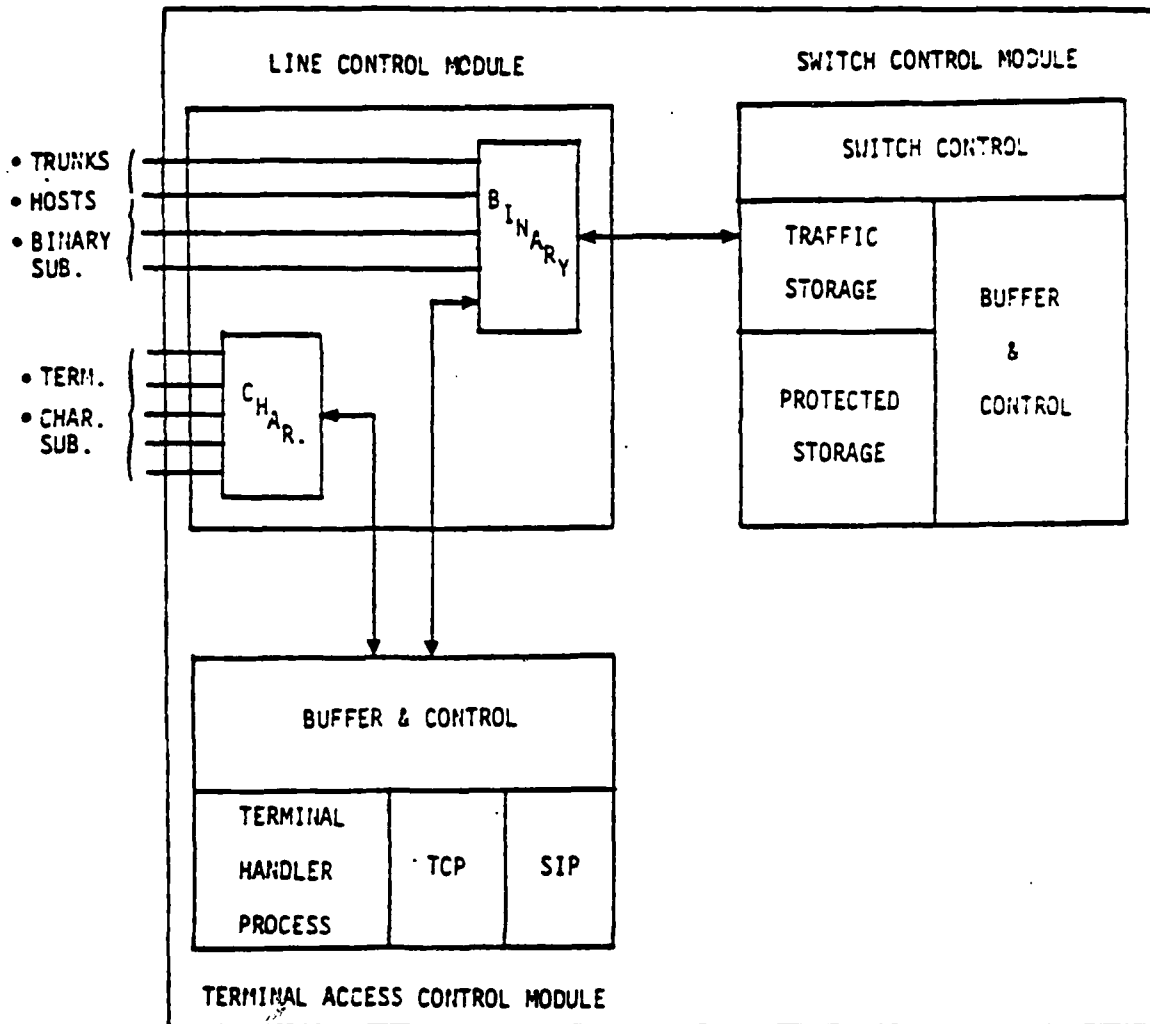 LINE CONTROL MODULE
SWITCH CONTROL MODULE
• TRUNKS
• HOSTS
• BINARY
SUB.
BINARY
• TERM.
• CHAR.
SUB.
CHAR.
SWITCH CONTROL
TRAFFIC
STORAGE
PROTECTED
STORAGE
BUFFER
&
CONTROL
BUFFER & CONTROL
TERMINAL
HANDLER
PROCESS
TCP
SIP
TERMINAL ACCESS CONTROL MODULE